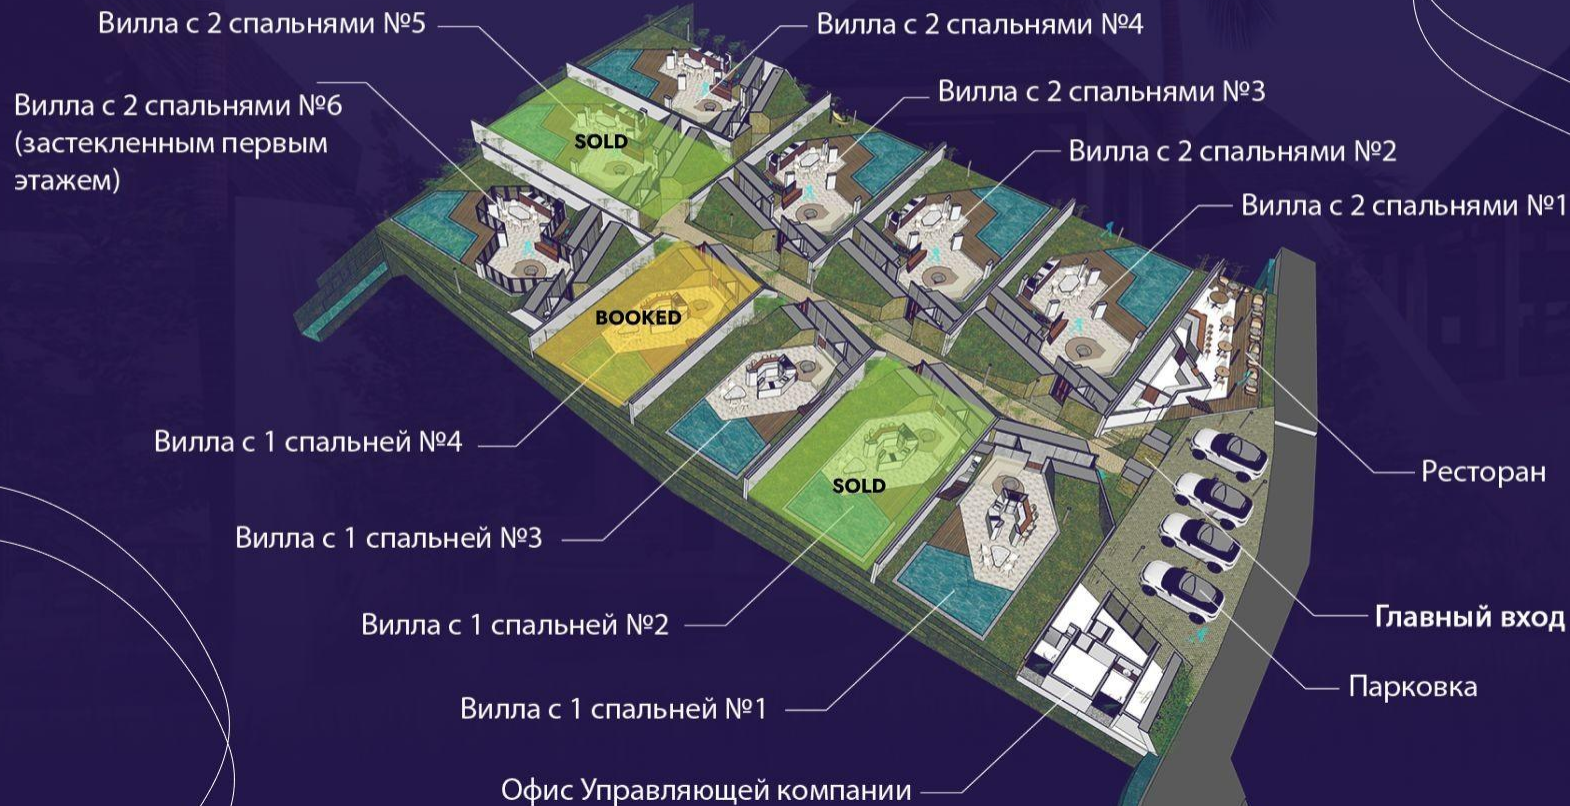 Вилла с 2 спальнями №5
Вилла с 2 спальнями №4
Вилла с 2 спальнями №6
(застекленным первым
этажем)
Вилла с 2 спальнями №3
SOLD
Вилла с 2 спальнями №2
Вилла с 2 спальнями №1
BOOKED
Вилла с 1 спальней №4
Ресторан
SOLD
Вилла с 1 спальней №3
Вилла с 1 спальней №2
Главный вход
Парковка
Вилла с 1 спальней №1
Офис Управляющей компании